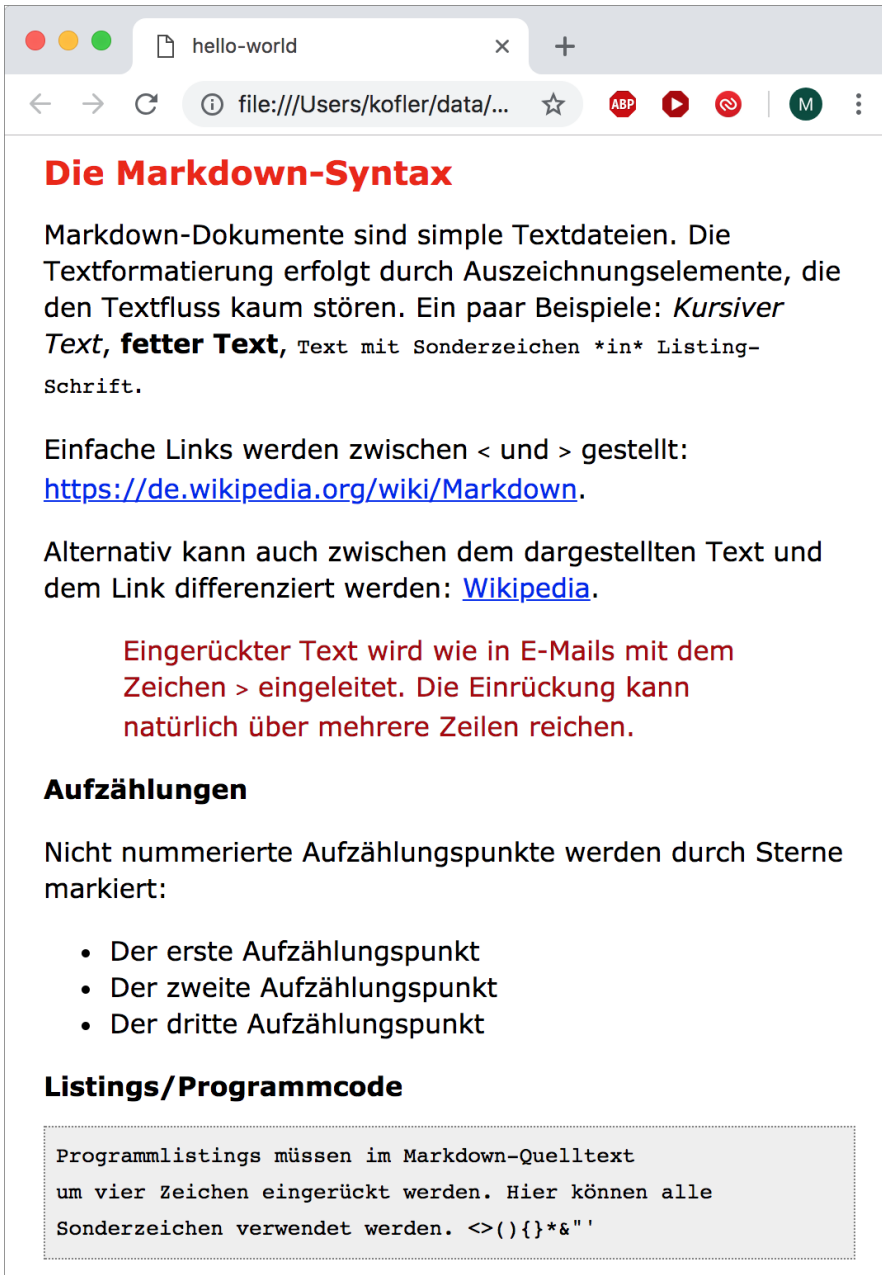 hello-world
file:///Users/kofler/data/...
ABP
M
Die Markdown-Syntax
Markdown-Dokumente sind simple Textdateien. Die
Textformatierung erfolgt durch Auszeichnungselemente, die
den Textfluss kaum stören. Ein paar Beispiele: Kursiver
Text, fetter Text, Text mit Sonderzeichen *in* Listing-
Schrift.
Einfache Links werden zwischen < und > gestellt:
https://de.wikipedia.org/wiki/Markdown.
Alternativ kann auch zwischen dem dargestellten Text und
dem Link differenziert werden: Wikipedia.
Eingerückter Text wird wie in E-Mails mit dem
Zeichen > eingeleitet. Die Einrückung kann
natürlich über mehrere Zeilen reichen.
Aufzählungen
Nicht nummerierte Aufzählungspunkte werden durch Sterne
markiert:
• Der erste Aufzählungspunkt
• Der zweite Aufzählungspunkt
• Der dritte Aufzählungspunkt
Listings/Programmcode
Programmlistings müssen im Markdown-Quelltext
um vier Zeichen eingerückt werden. Hier können alle
Sonderzeichen verwendet werden. <>(){}*&"'